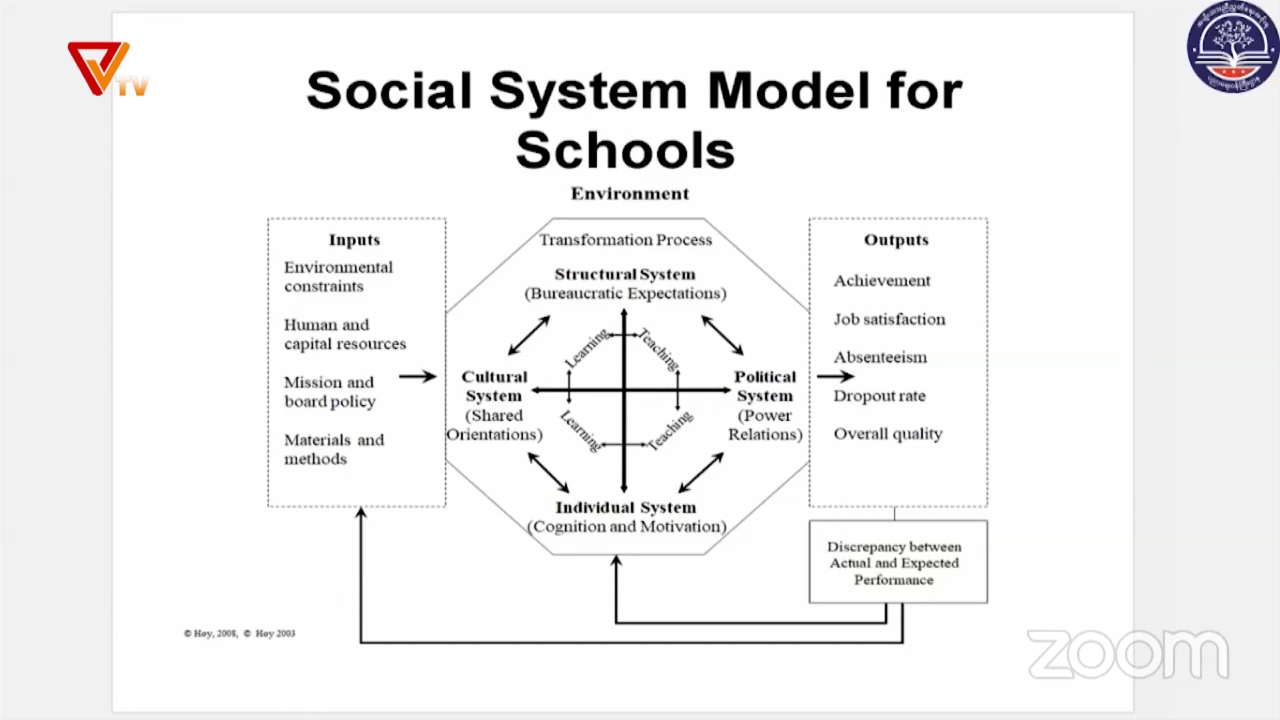 TV
Social System Model for
Schools
Environment
Inputs
Environmental
constraints
Human and
capital resources
Mission and
board policy
Materials and
methods
Transformation Process
Structural System
(Bureaucratic Expectations)
Learning
Teaching
Cultural
System
(Shared
Orientations)
Political
System
(Power
Relations)
Learning
Teaching
Individual System
(Cognition and Motivation)
Outputs
Achievement
Job satisfaction
Absenteeism
Dropout rate
Overall quality
Discrepancy between
Actual and Expected
Performance
© Hoy, 2008, © Hoy 2003
zoom